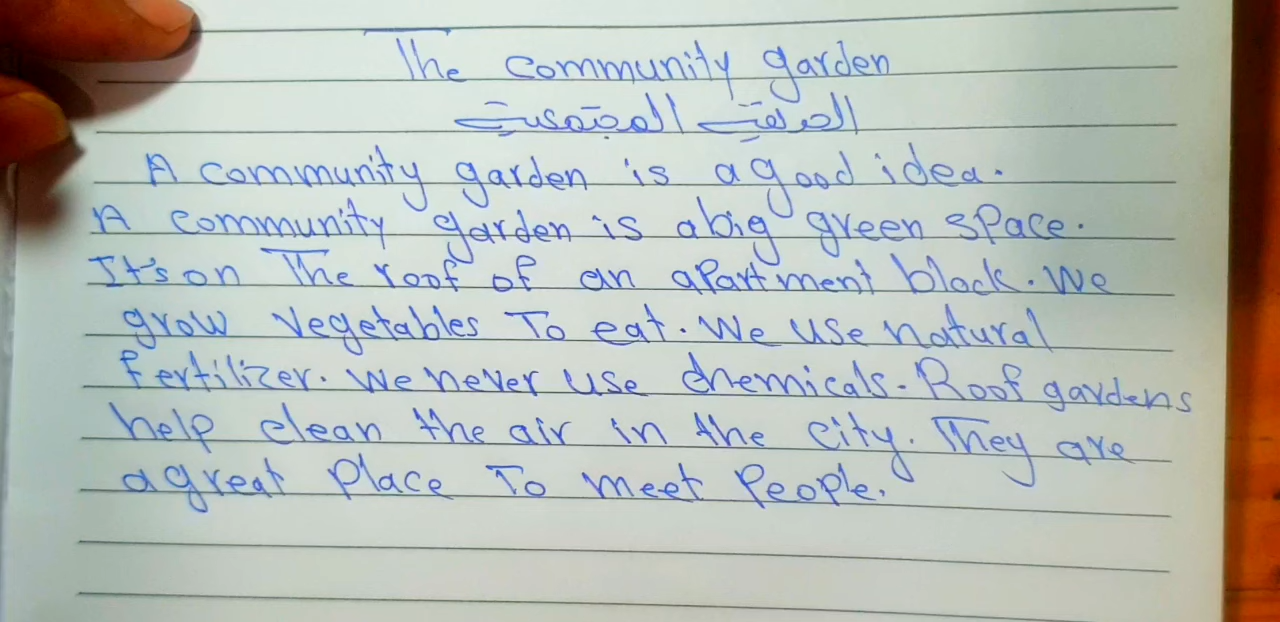 The community garden
الحديقة المجتمعية
A community garden is a good idea.
A community garden is a big green space.
It's on The roof of an apartment block. We
grow vegetables To eat. We use natural
fertilizer. We never use chemicals. Roof gardens
help clean the air in the city. They are
a great place To meet people.